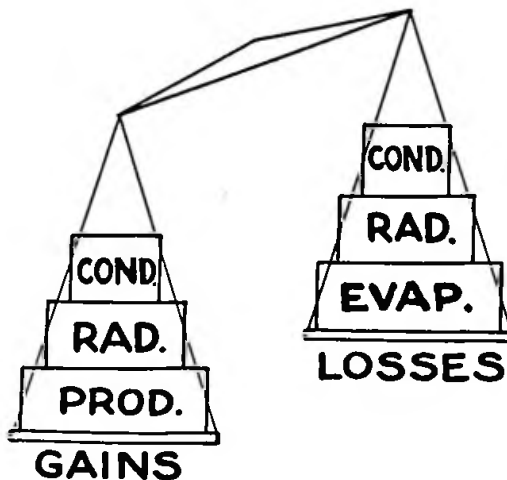 COND.
RAD.
PROD.
GAINS
COND.
RAD.
EVAP.
LOSSES